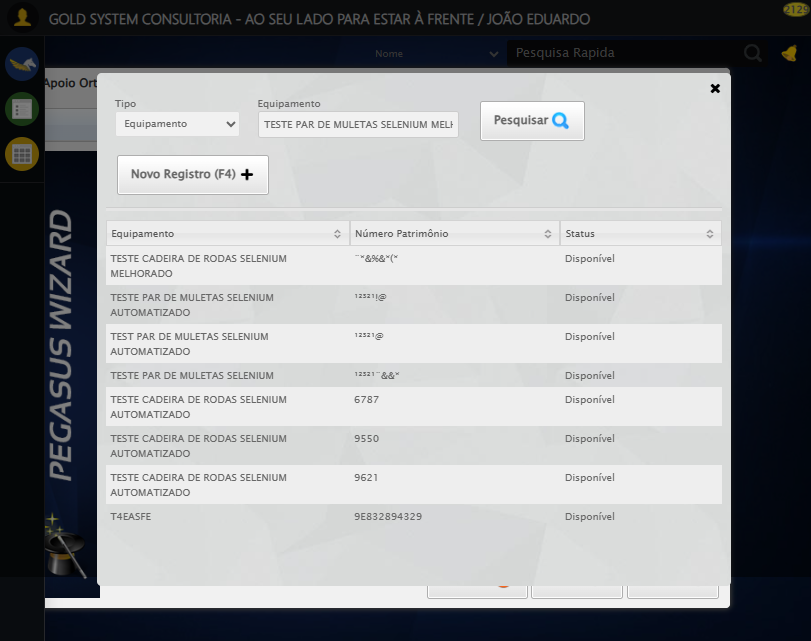 GOLD SYSTEM CONSULTORIA - AO SEU LADO PARA ESTAR À FRENTE / JOÃO EDUARDO
2129
Nome
Pesquisa Rapida
Apoio Ort
Tipo
Equipamento
Equipamento
TESTE PAR DE MULETAS SELENIUM MELH
Pesquisar
Novo Registro (F4)
Equipamento Número Patrimônio Status
TESTE CADEIRA DE RODAS SELENIUM
MELHORADO
¨*&%&*(* Disponível
TESTE PAR DE MULETAS SELENIUM
AUTOMATIZADO
¹²³²¹!@ Disponível
TEST PAR DE MULETAS SELENIUM
AUTOMATIZADO
¹²³²¹@ Disponível
TESTE PAR DE MULETAS SELENIUM ¹²³²¹¨&&* Disponível
TESTE CADEIRA DE RODAS SELENIUM
AUTOMATIZADO
6787 Disponível
TESTE CADEIRA DE RODAS SELENIUM
AUTOMATIZADO
9550 Disponível
TESTE CADEIRA DE RODAS SELENIUM
AUTOMATIZADO
9621 Disponível
T4EASFE 9E832894329 Disponível
PEGASUS WIZARD